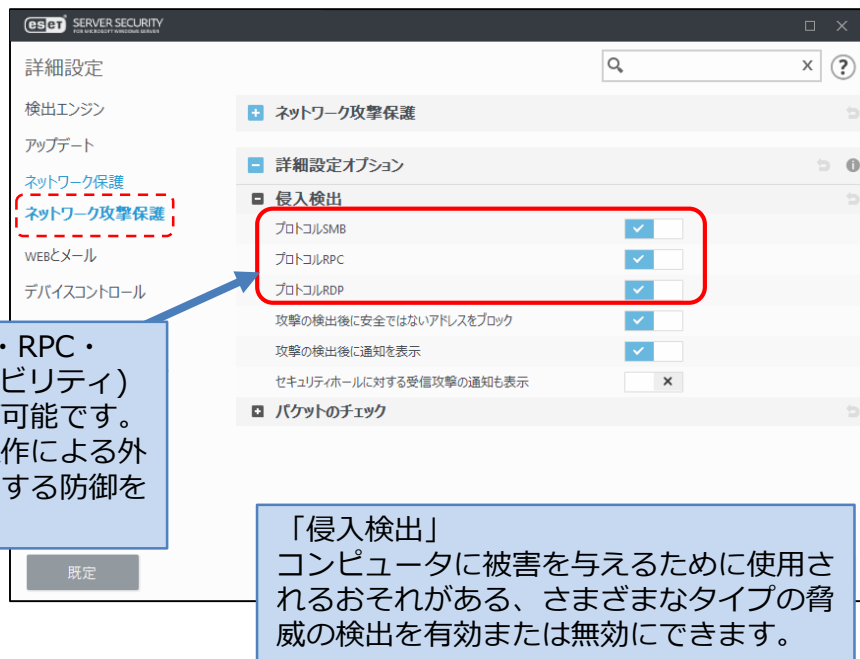 eset SERVER SECURITY
FOR MICROSOFT WINDOWS SERVER
詳細設定
x
?
検出エンジン
アップデート
ネットワーク保護
ネットワーク攻撃保護
WEBとメール
デバイスコントロール
ネットワーク攻撃保護
詳細設定オプション
侵入検出
プロトコルSMB
プロトコルRPC
プロトコルRDP
攻撃の検出後に安全ではないアドレスをブロック
攻撃の検出後に通知を表示
セキュリティホールに対する受信攻撃の通知も表示
パケットのチェック
・RPC・
ビリティ)
可能です。
作による外
する防御を
既定
「侵入検出」
コンピュータに被害を与えるために使用さ
れるおそれがある、さまざまなタイプの脅
威の検出を有効または無効にできます。